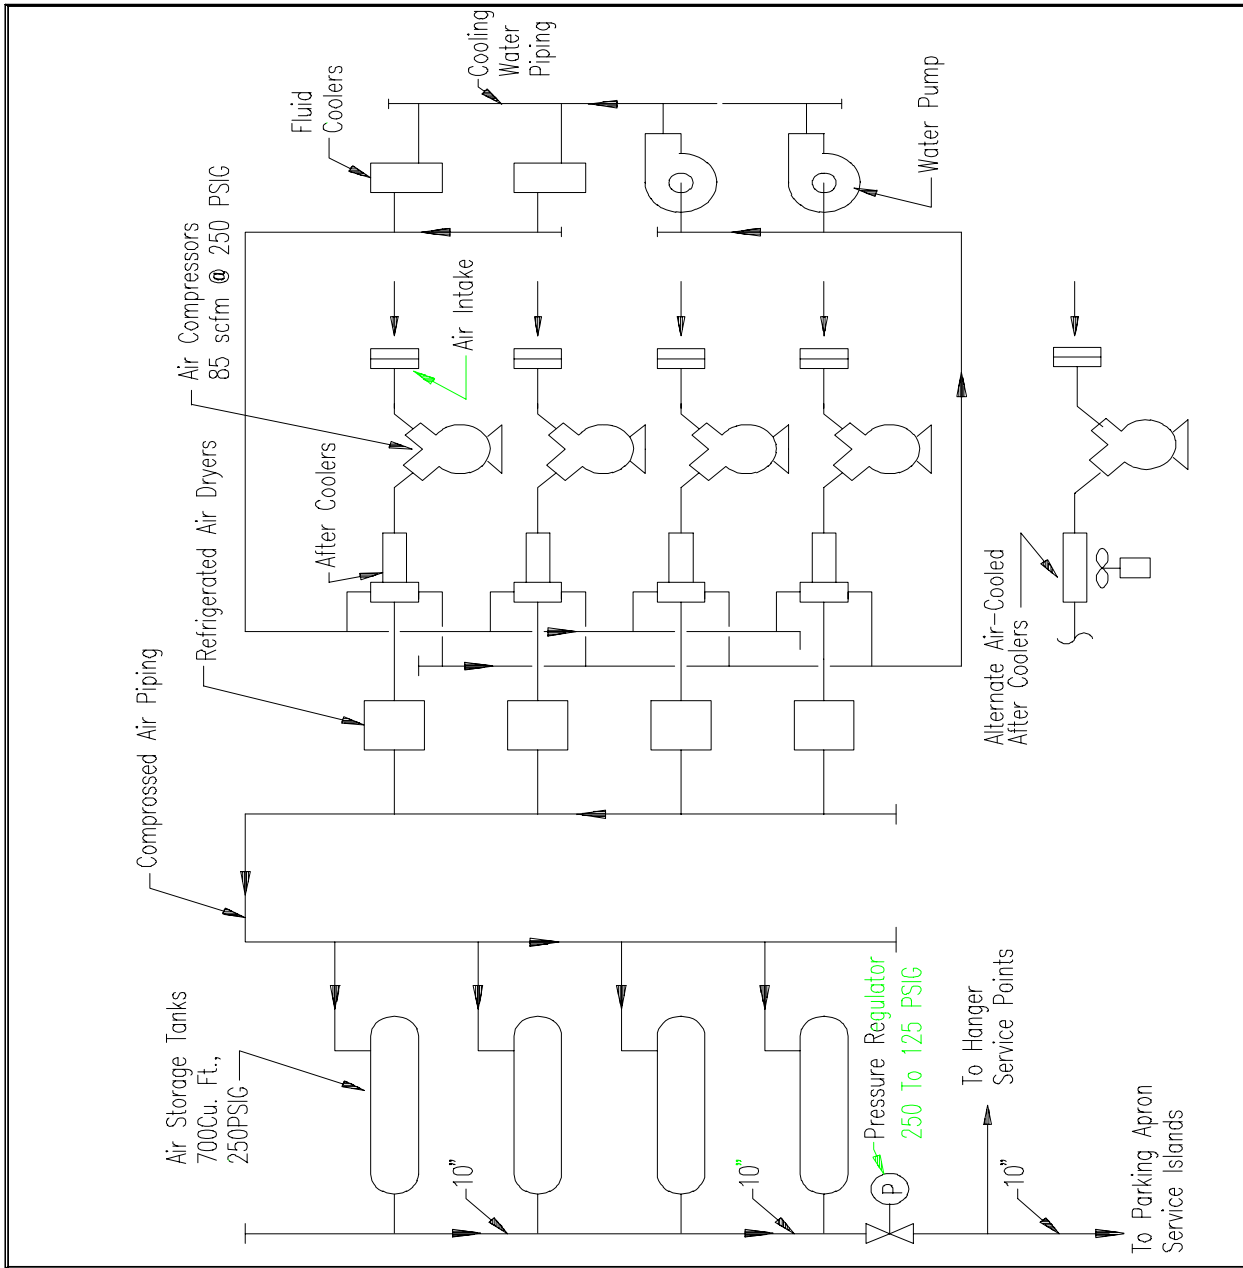 Cooling
Water
Piping
Fluid
Coolers
Water Pump
Air Compressors
85 scfm @ 250 PSIG
Air Intake
After Coolers
Refrigerated Air Dryers
Alternate Air-Cooled
After Coolers
Comprossed Air Piping
Air Storage Tanks
700Cu. Ft.,
250PSIG
Pressure Regulator
250 To 125 PSIG
P
10"
10"
10"
To Hanger
Service Points
To Parking Apron
Service Islands